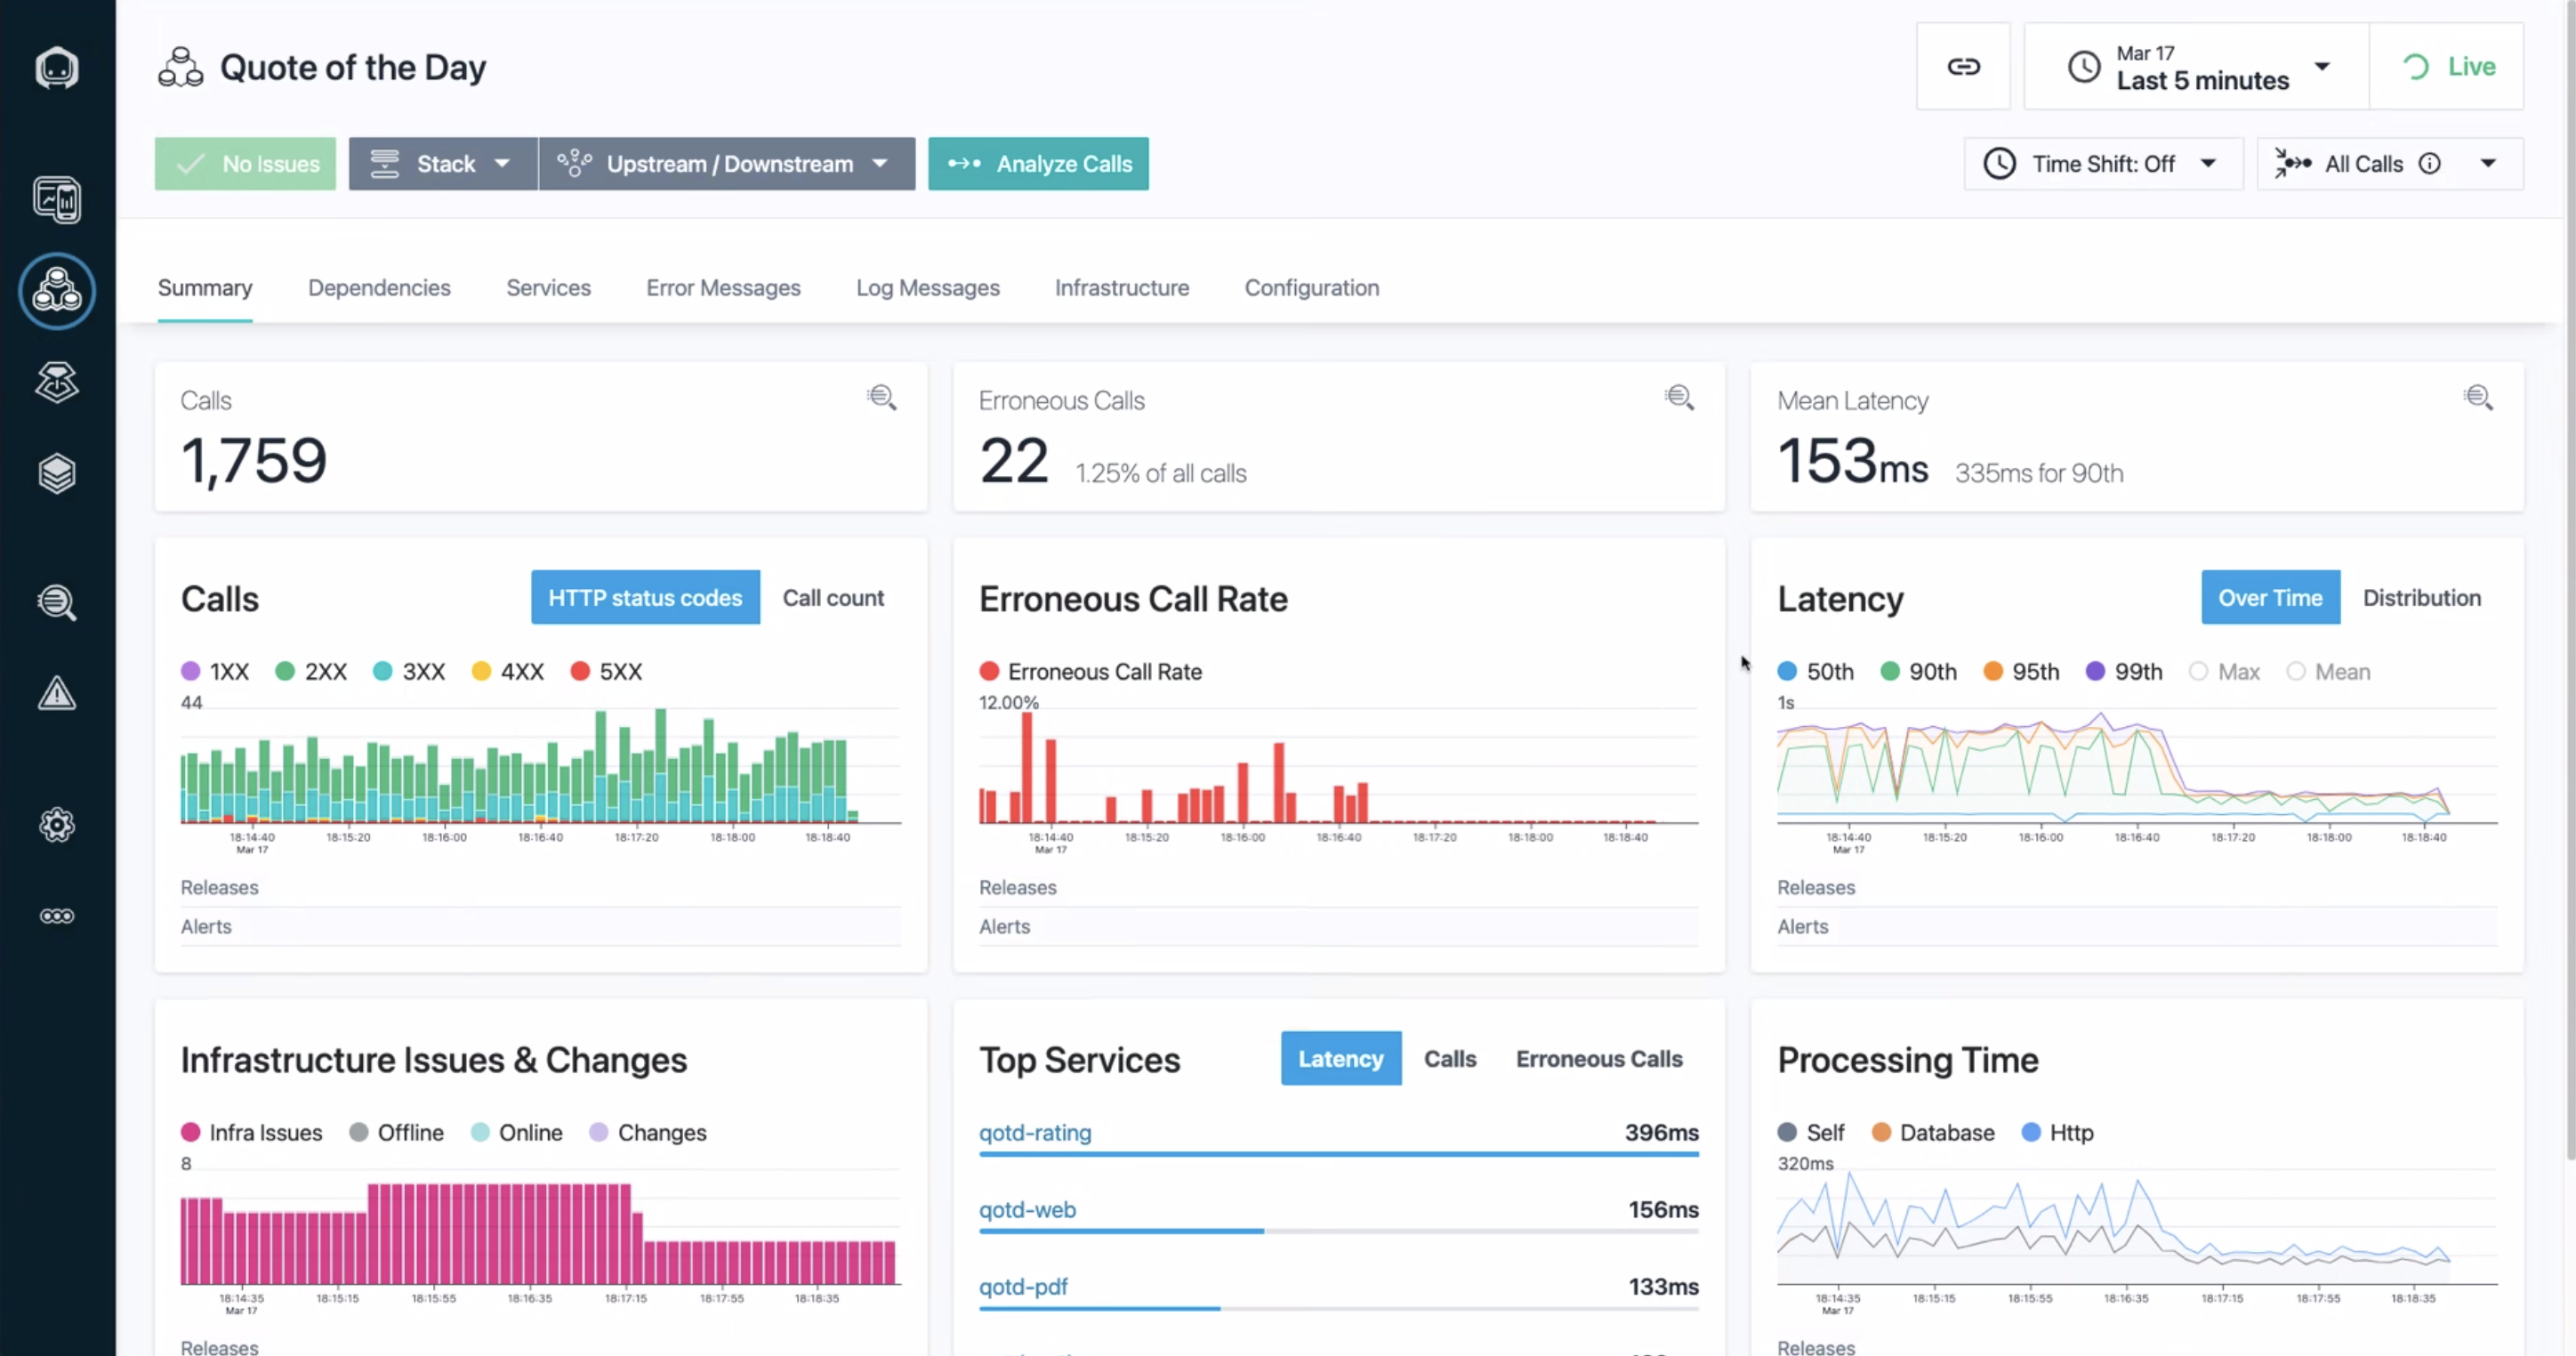 Quote of the Day
Mar 17
Last 5 minutes
Live
No Issues
Stack
Upstream / Downstream
Analyze Calls
Time Shift: Off
All Calls
Summary
Dependencies
Services
Error Messages
Log Messages
Infrastructure
Configuration
Calls
1,759
Erroneous Calls
22 1.25% of all calls
Mean Latency
153ms 335ms for 90th
Calls
HTTP status codes
Call count
1XX 2XX 3XX 4XX 5XX
44
18:14:40 18:15:20 18:16:00 18:16:40 18:17:20 18:18:00 18:18:40
Mar 17
Releases
Alerts
Erroneous Call Rate
Erroneous Call Rate
12.00%
18:14:40 18:15:20 18:16:00 18:16:40 18:17:20 18:18:00 18:18:40
Mar 17
Releases
Alerts
Latency
Over Time
Distribution
50th 90th 95th 99th Max Mean
1s
18:14:40 18:15:20 18:16:00 18:16:40 18:17:20 18:18:00 18:18:40
Mar 17
Releases
Alerts
Infrastructure Issues & Changes
Infra Issues Offline Online Changes
8
18:14:35 18:15:15 18:15:55 18:16:35 18:17:15 18:17:55 18:18:35
Mar 17
Releases
Top Services
Latency
Calls
Erroneous Calls
qotd-rating 396ms
qotd-web 156ms
qotd-pdf 133ms
Processing Time
Self Database Http
320ms
18:14:35 18:15:15 18:15:55 18:16:35 18:17:15 18:17:55 18:18:35
Mar 17
Releases